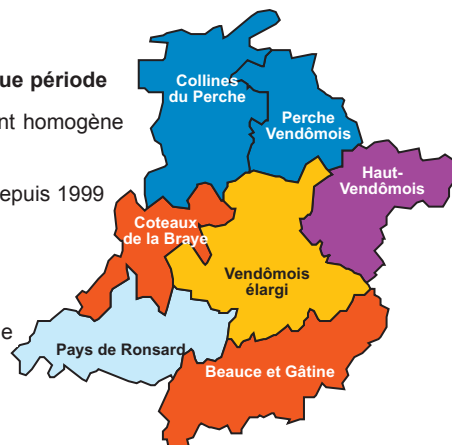 ue période
nt homogène
epuis 1999
e
Collines
du Perche
Perche
Vendômois
Haut-
Vendômois
Coteaux
de la Braye
Vendômois
élargi
Pays de Ronsard
Beauce et Gâtine